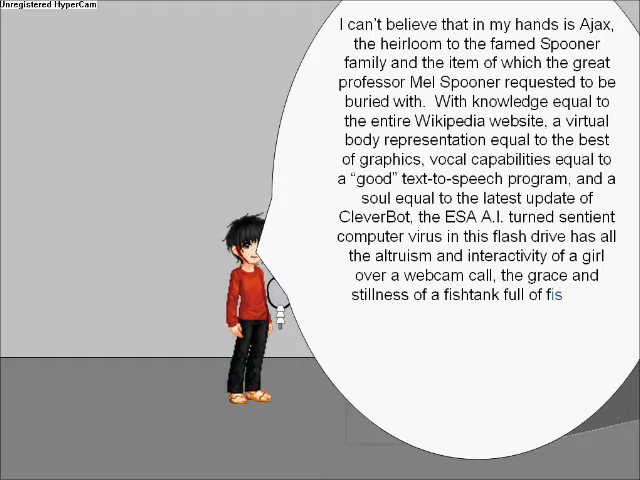 Unregistered HyperCam
I can't believe that in my hands is Ajax,
the heirloom to the famed Spooner
family and the item of which the great
professor Mel Spooner requested to be
buried with.  With knowledge equal to
the entire Wikipedia website, a virtual
body representation equal to the best
of graphics, vocal capabilities equal to
a “good” text-to-speech program, and a
soul equal to the latest update of
CleverBot, the ESA A.I. turned sentient
computer virus in this flash drive has all
the altruism and interactivity of a girl
over a webcam call, the grace and
stillness of a fishtank full of fis